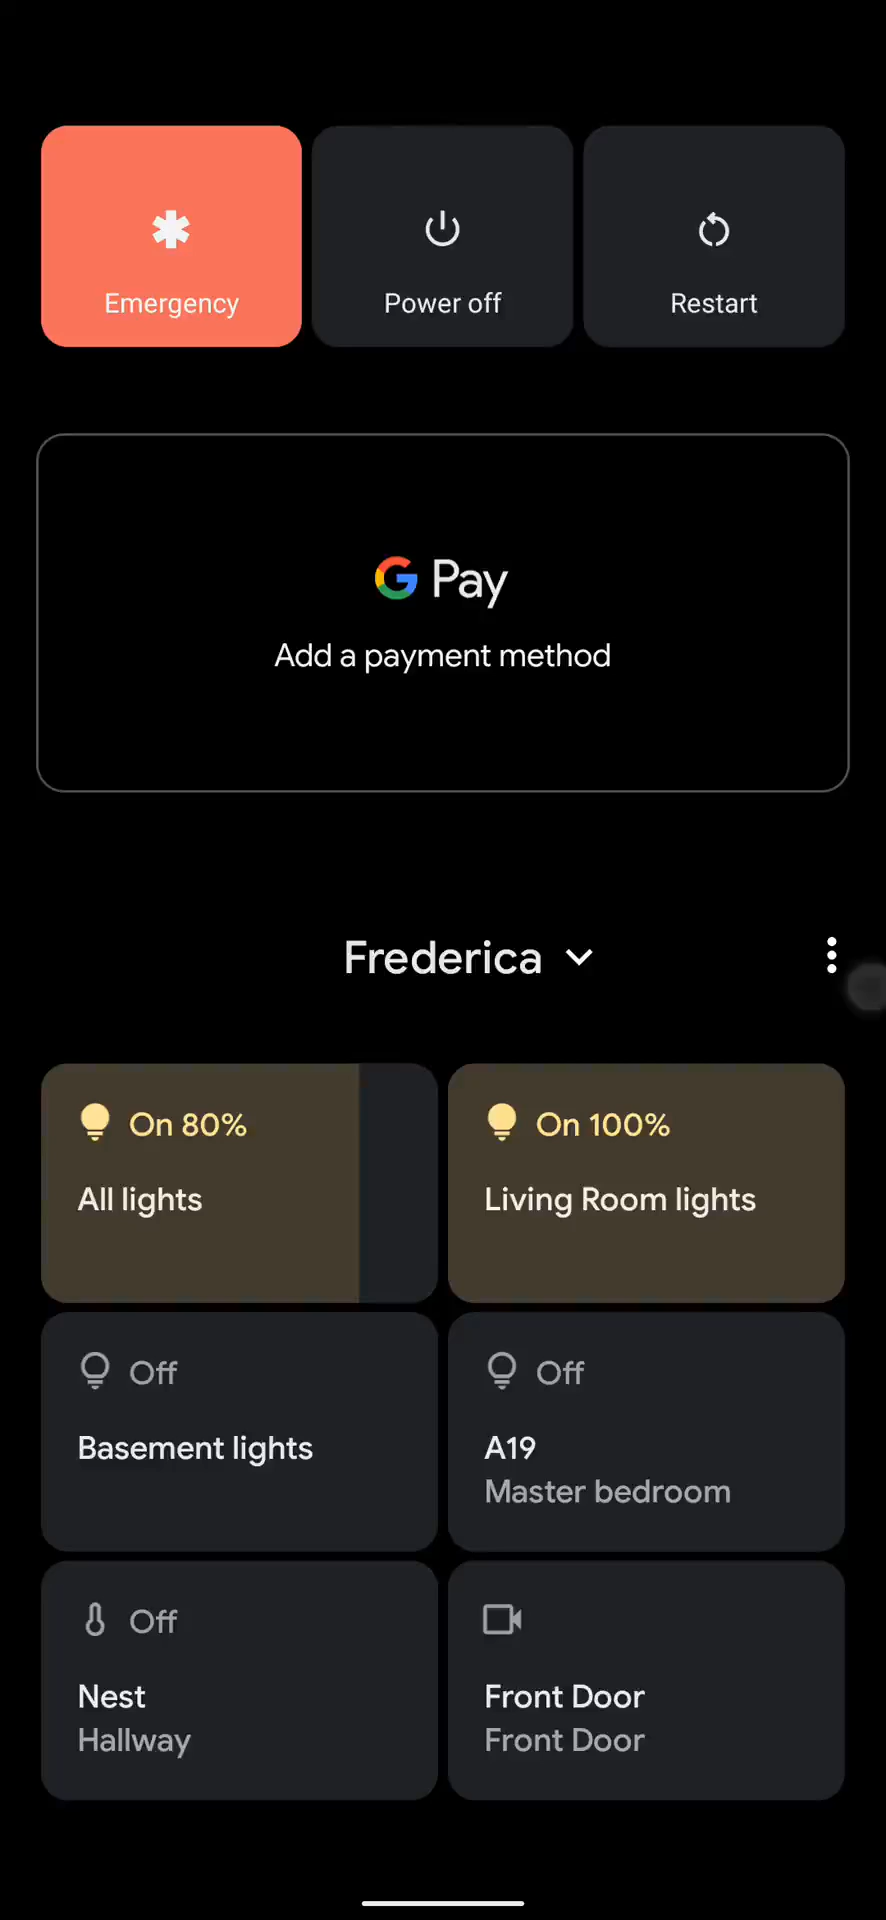 Emergency
Power off
Restart
G Pay
Add a payment method
Frederica
On 80%
All lights
On 100%
Living Room lights
Off
Basement lights
Off
A19
Master bedroom
Off
Nest
Hallway
Front Door
Front Door